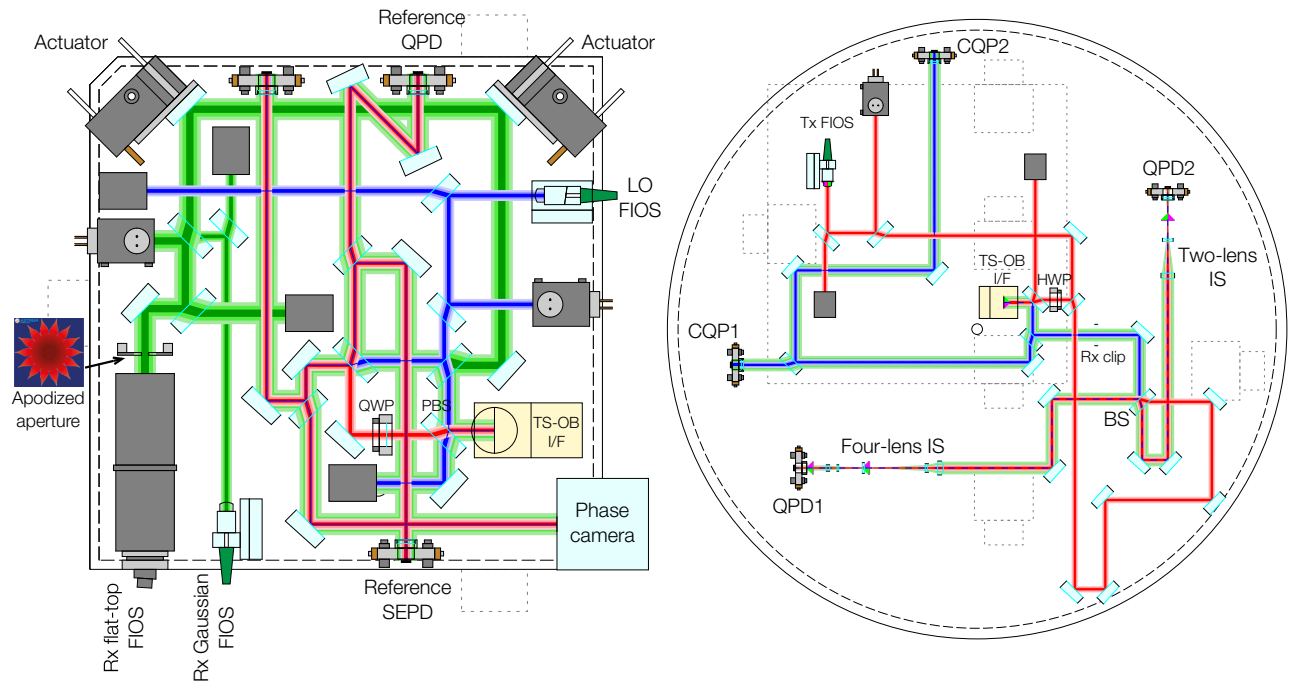 Reference
QPD
Actuator
Actuator
LO
FIOS
Apodized
aperture
QWP
PBS
TS-OB
I/F
Phase
camera
Reference
SEPD
Rx flat-top
FIOS
Rx Gaussian
FIOS
CQP2
Tx FIOS
QPD2
Two-lens
IS
TS-OB
I/F
HWP
CQP1
Rx clip
BS
Four-lens IS
QPD1